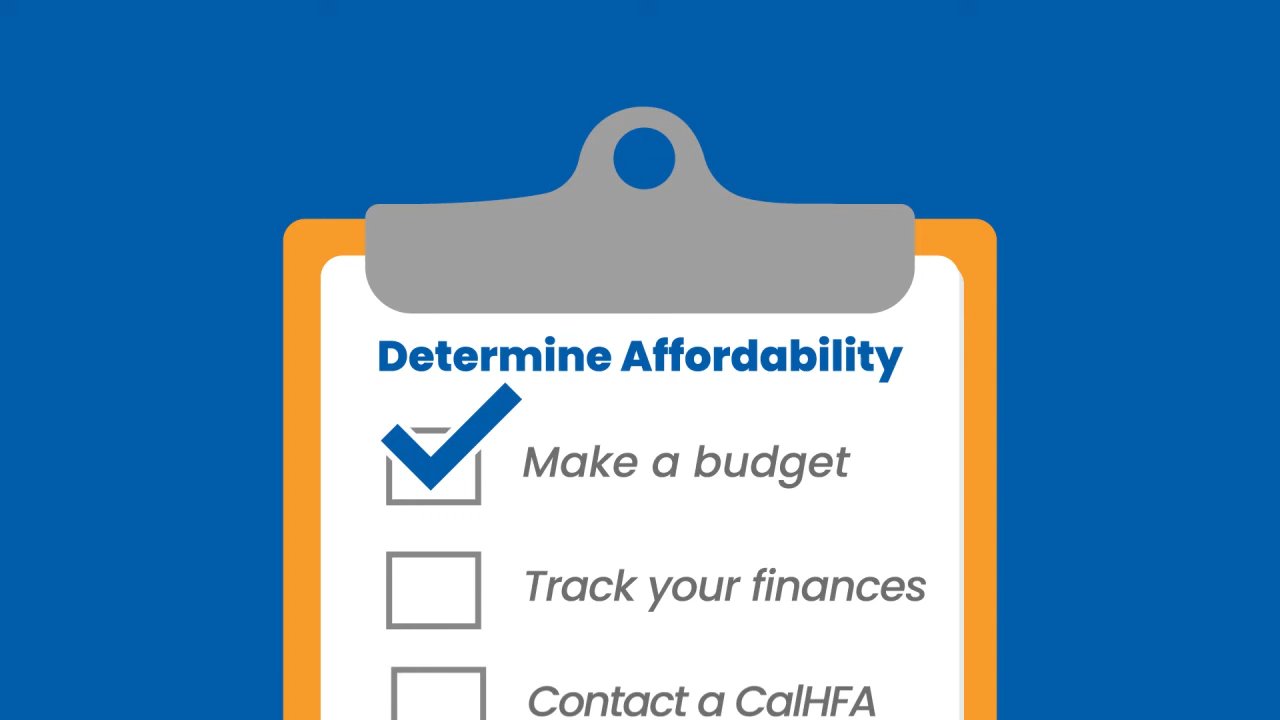 Determine Affordability
Make a budget
Track your finances
Contact a CalHFA